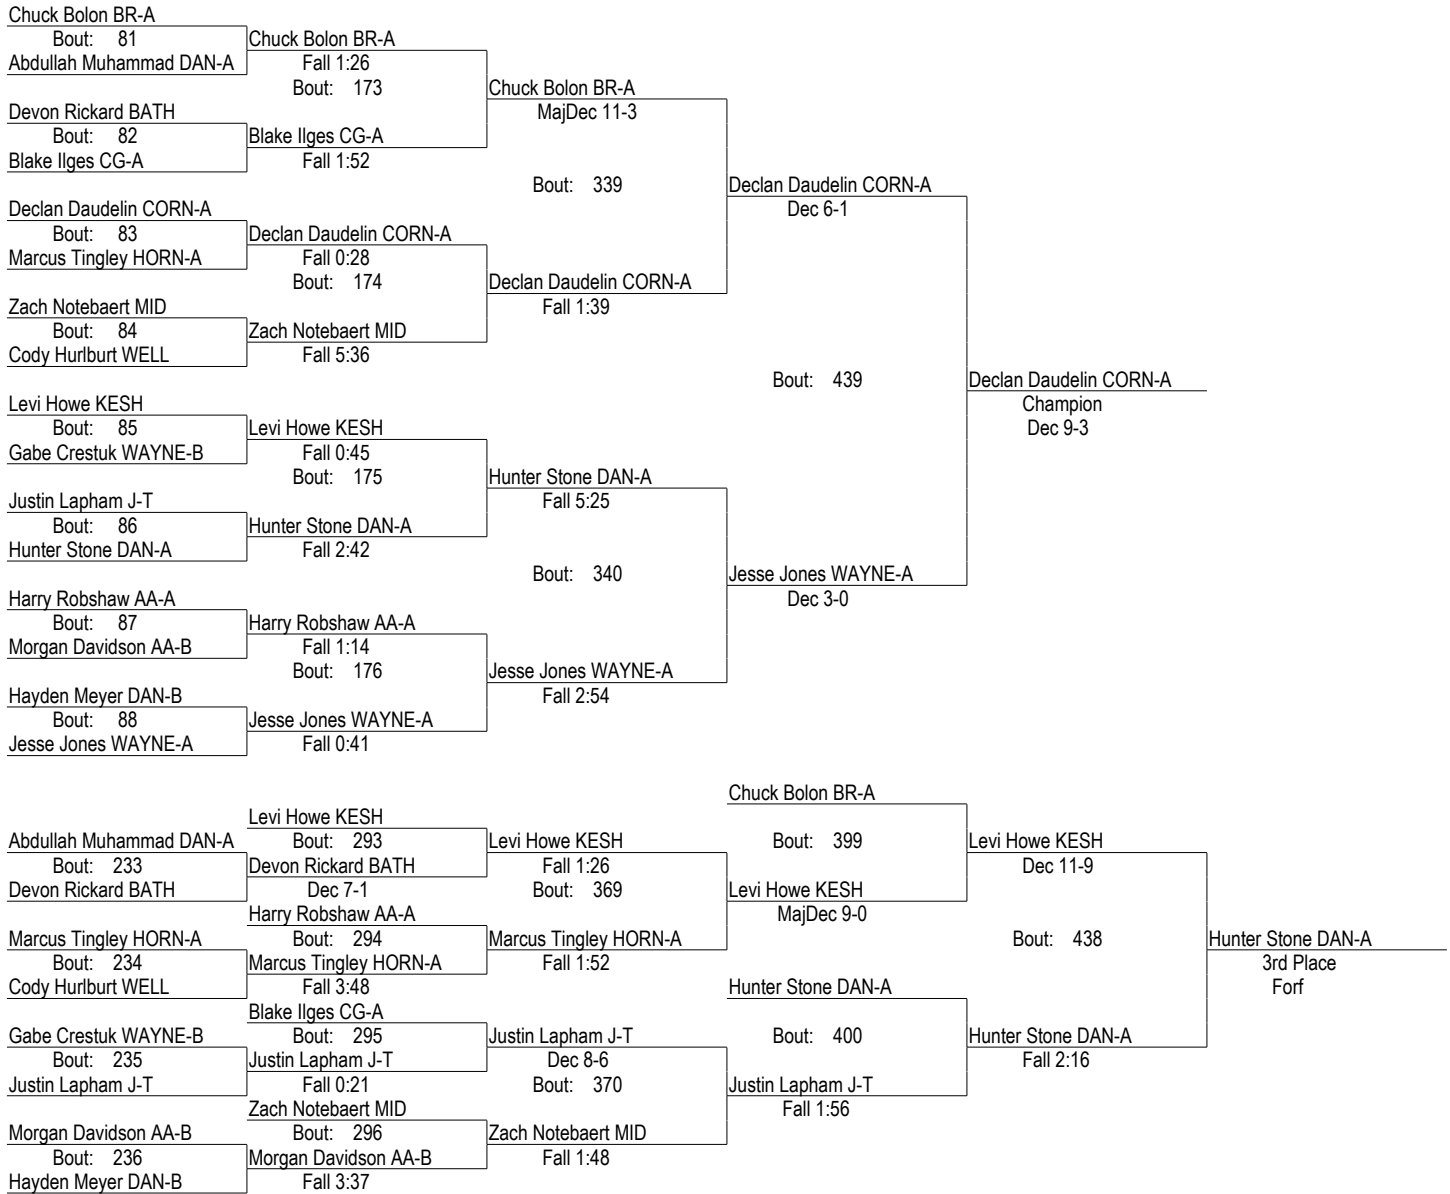 Chuck Bolon BR-A
Bout: 81 Chuck Bolon BR-A
Abdullah Muhammad DAN-A Fall 1:26
Bout: 173 Chuck Bolon BR-A
Devon Rickard BATH MajDec 11-3
Bout: 82 Blake Ilges CG-A
Blake Ilges CG-A Fall 1:52
Bout: 339 Declan Daudelin CORN-A
Declan Daudelin CORN-A Dec 6-1
Bout: 83 Declan Daudelin CORN-A
Marcus Tingley HORN-A Fall 0:28
Bout: 174 Declan Daudelin CORN-A
Zach Notebaert MID Fall 1:39
Bout: 84 Zach Notebaert MID
Cody Hurlburt WELL Fall 5:36
Bout: 439 Declan Daudelin CORN-A
Levi Howe KESH Champion
Bout: 85 Levi Howe KESH Dec 9-3
Gabe Crestuk WAYNE-B Fall 0:45
Bout: 175 Hunter Stone DAN-A
Justin Lapham J-T Fall 5:25
Bout: 86 Hunter Stone DAN-A
Hunter Stone DAN-A Fall 2:42
Bout: 340 Jesse Jones WAYNE-A
Harry Robshaw AA-A Dec 3-0
Bout: 87 Harry Robshaw AA-A
Morgan Davidson AA-B Fall 1:14
Bout: 176 Jesse Jones WAYNE-A
Hayden Meyer DAN-B Fall 2:54
Bout: 88 Jesse Jones WAYNE-A
Jesse Jones WAYNE-A Fall 0:41
Chuck Bolon BR-A
Levi Howe KESH
Abdullah Muhammad DAN-A Bout: 293 Levi Howe KESH Bout: 399 Levi Howe KESH
Bout: 233 Devon Rickard BATH Fall 1:26 Dec 11-9
Devon Rickard BATH Dec 7-1 Bout: 369 Levi Howe KESH
Harry Robshaw AA-A MajDec 9-0
Marcus Tingley HORN-A Bout: 294 Marcus Tingley HORN-A Bout: 438 Hunter Stone DAN-A
Bout: 234 Marcus Tingley HORN-A Fall 1:52 3rd Place
Cody Hurlburt WELL Fall 3:48 Hunter Stone DAN-A Forf
Blake Ilges CG-A
Gabe Crestuk WAYNE-B Bout: 295 Justin Lapham J-T Bout: 400 Hunter Stone DAN-A
Bout: 235 Justin Lapham J-T Dec 8-6 Fall 2:16
Justin Lapham J-T Fall 0:21 Bout: 370 Justin Lapham J-T
Zach Notebaert MID Fall 1:56
Morgan Davidson AA-B Bout: 296 Zach Notebaert MID
Bout: 236 Morgan Davidson AA-B Fall 1:48
Hayden Meyer DAN-B Fall 3:37